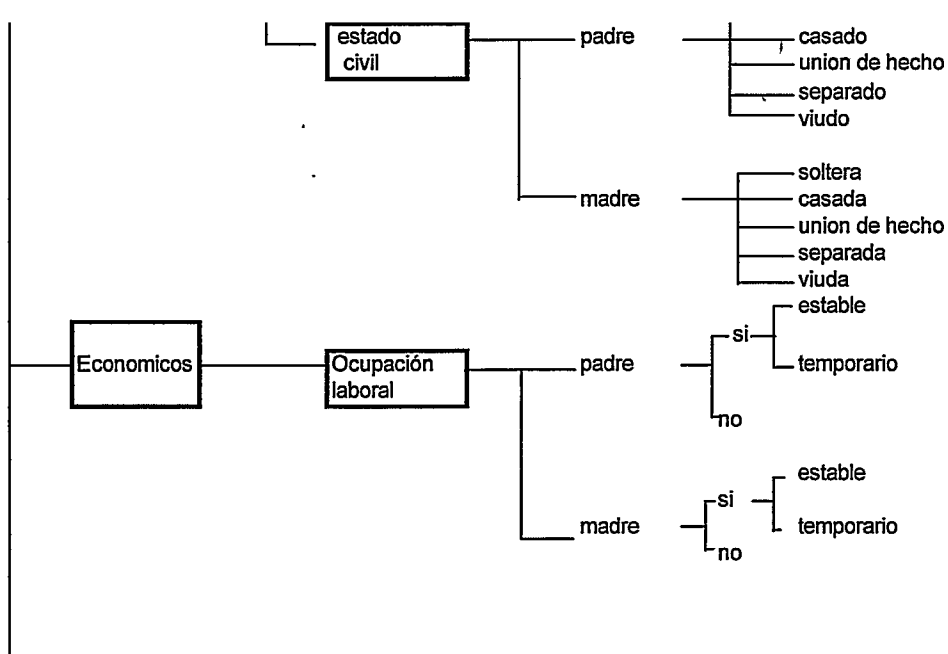 estado
civil
padre
casado
union de hecho
separado
viudo
madre
soltera
casada
union de hecho
separada
viuda
Economicos
Ocupación
laboral
padre
si
estable
temporario
no
madre
si
estable
temporario
no